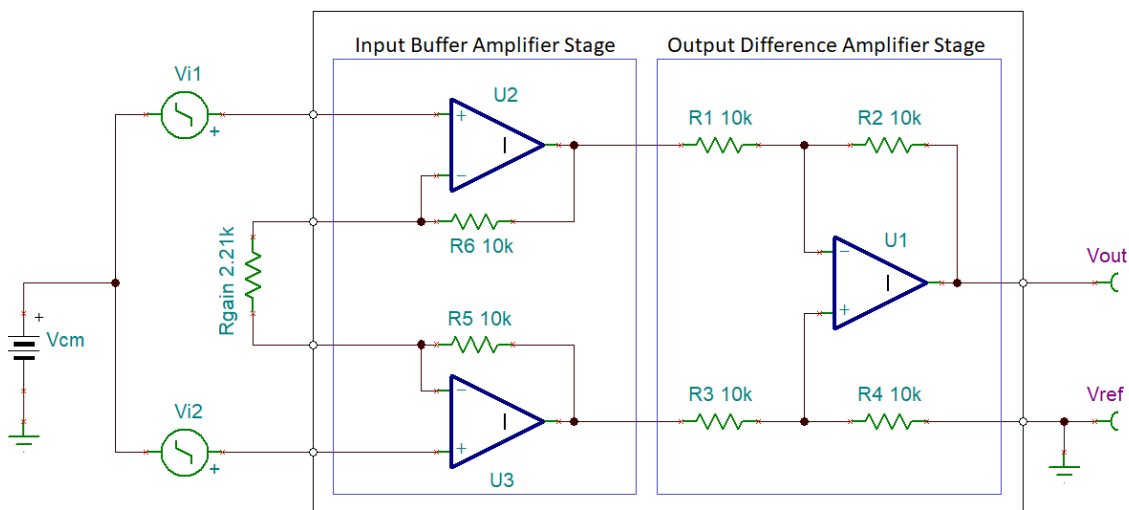 Input Buffer Amplifier Stage
Output Difference Amplifier Stage
Vi1
+
U2
+
−
R1 10k
R2 10k
R6 10k
Rgain 2.21k
U1
−
+
Vout
+
Vcm
R5 10k
−
+
U3
Vi2
+
R3 10k
R4 10k
Vref